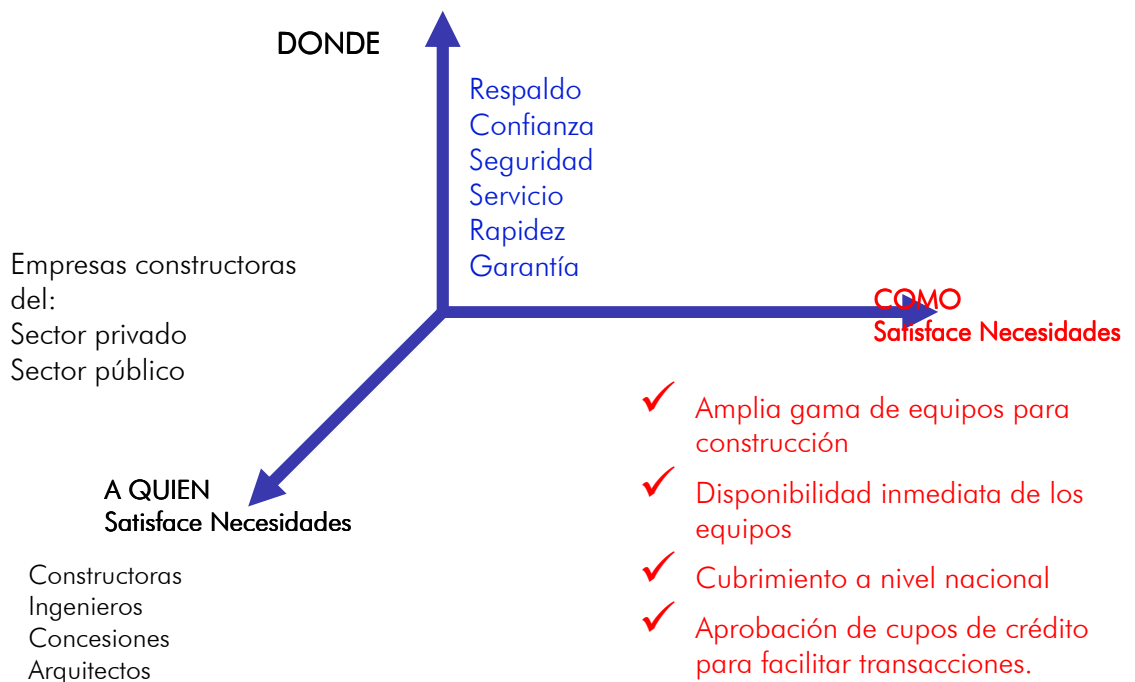 DONDE
Respaldo
Confianza
Seguridad
Servicio
Rapidez
Garantía
Empresas constructoras
del:
Sector privado
Sector público
COMO
Satisface Necesidades
Amplia gama de equipos para
construcción
Disponibilidad inmediata de los
equipos
Cubrimiento a nivel nacional
Aprobación de cupos de crédito
para facilitar transacciones.
A QUIEN
Satisface Necesidades
Constructoras
Ingenieros
Concesiones
Arquitectos